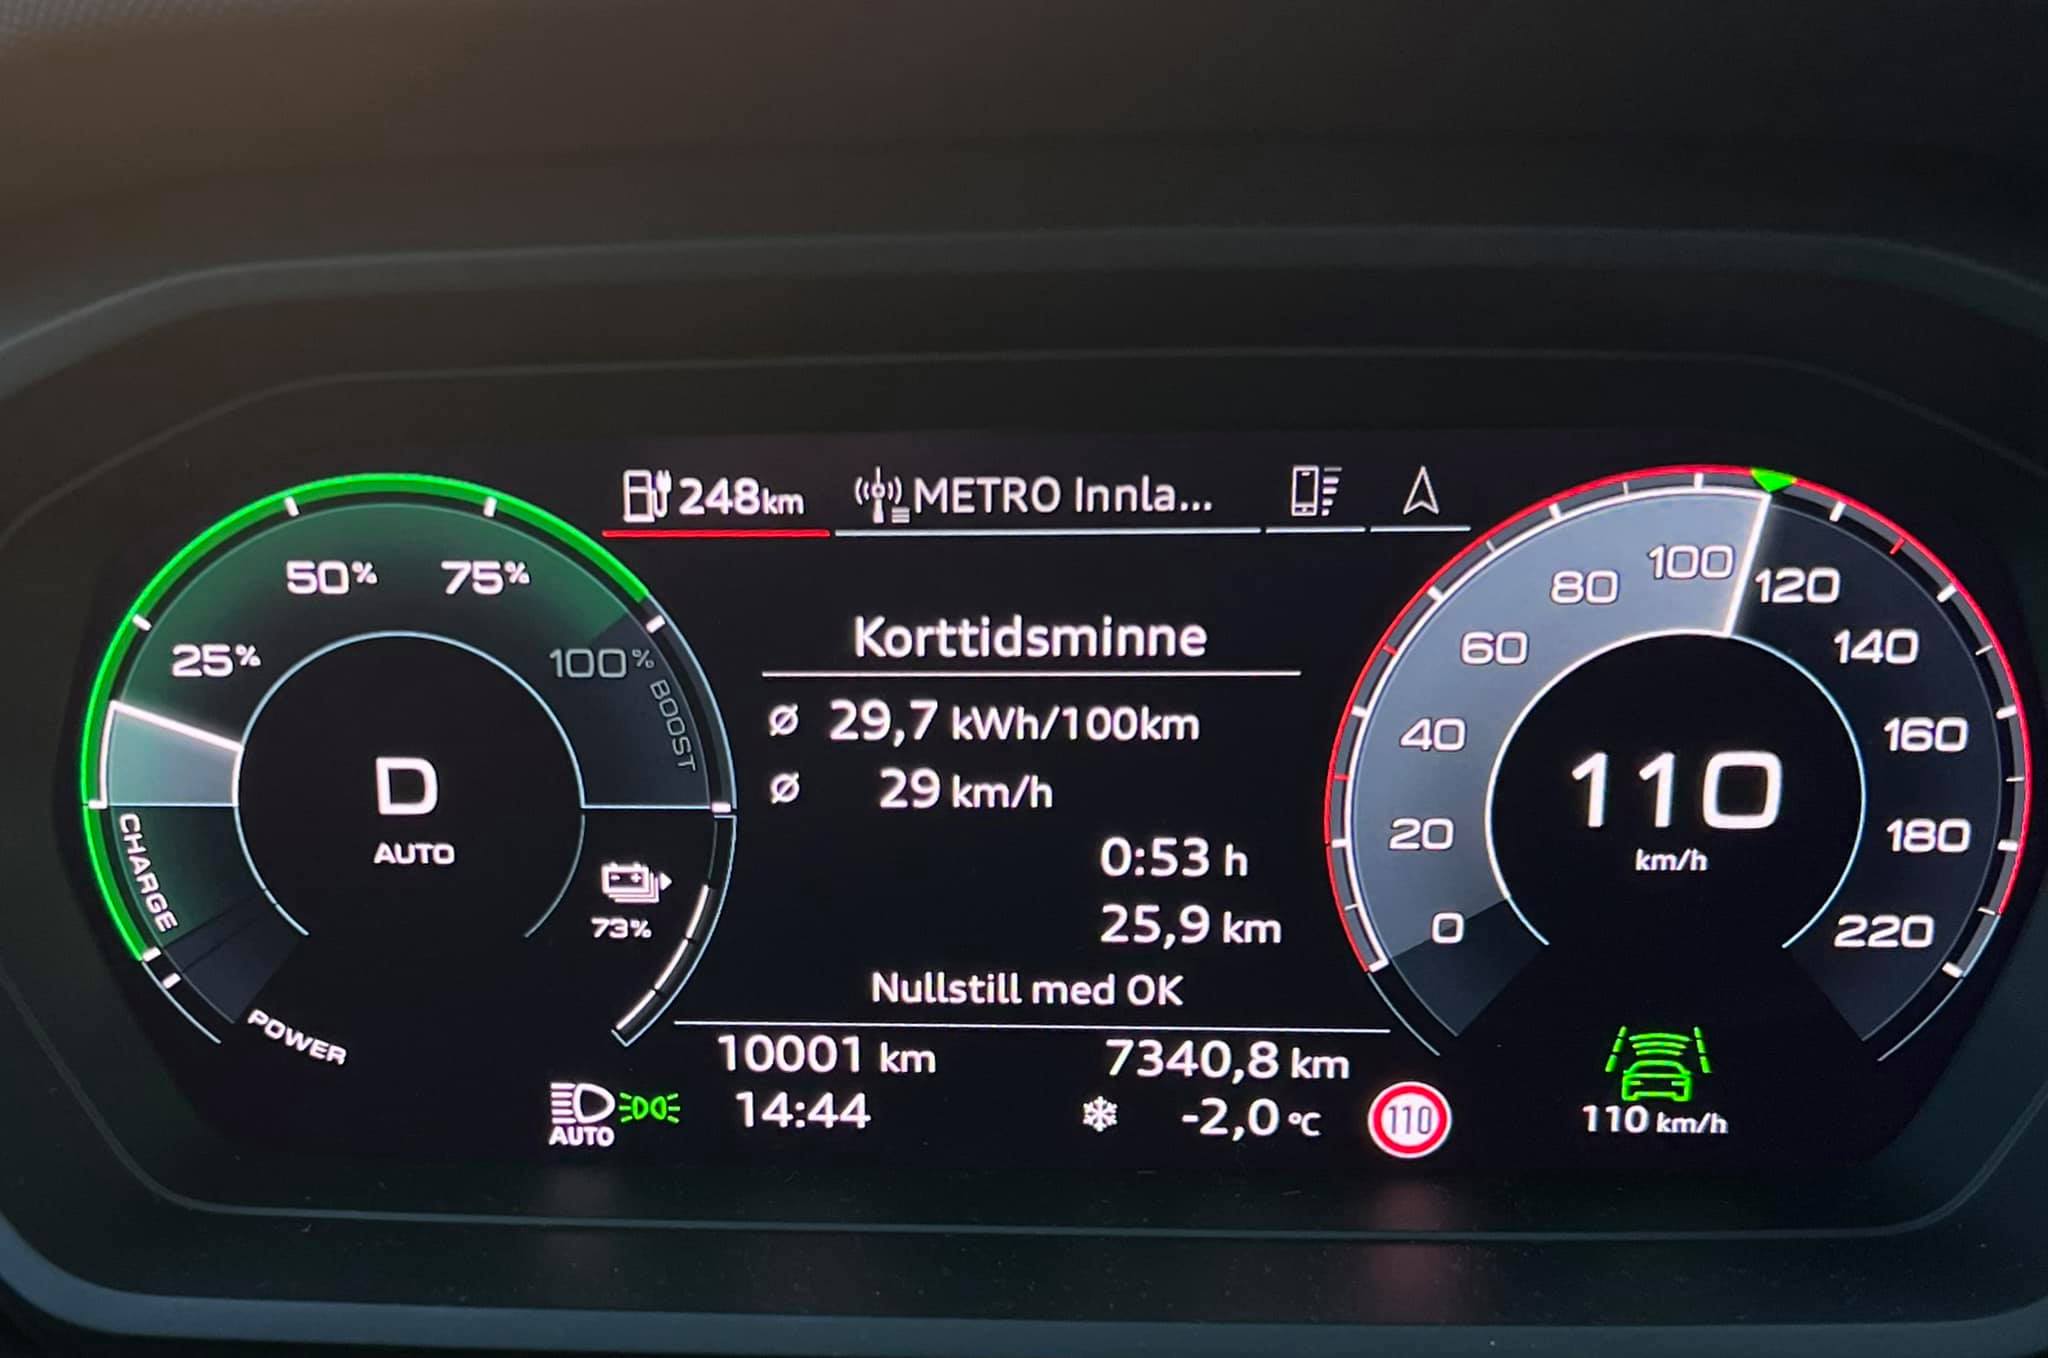 248km
METRO Innla...
25%
50%
75%
100%
BOOST
CHARGE
POWER
D
AUTO
73%
Korttidsminne
Ø 29,7 kWh/100km
Ø 29 km/h
0:53 h
25,9 km
Nullstill med OK
10001 km
7340,8 km
AUTO
14:44
-2,0 °C
110
0
20
40
60
80
100
120
140
160
180
220
110
km/h
110 km/h